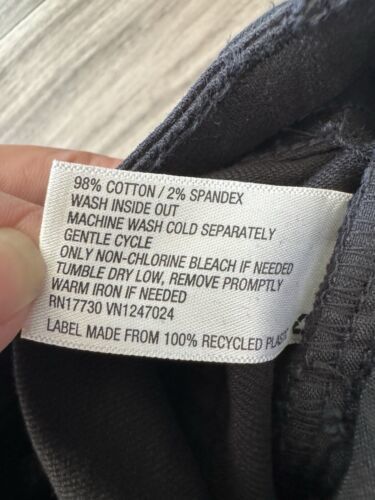 98% COTTON / 2% SPANDEX
WASH INSIDE OUT
MACHINE WASH COLD SEPARATELY
GENTLE CYCLE
ONLY NON-CHLORINE BLEACH IF NEEDED
TUMBLE DRY LOW, REMOVE PROMPTLY
WARM IRON IF NEEDED
RN17730 VN1247024
LABEL MADE FROM 100% RECYCLED